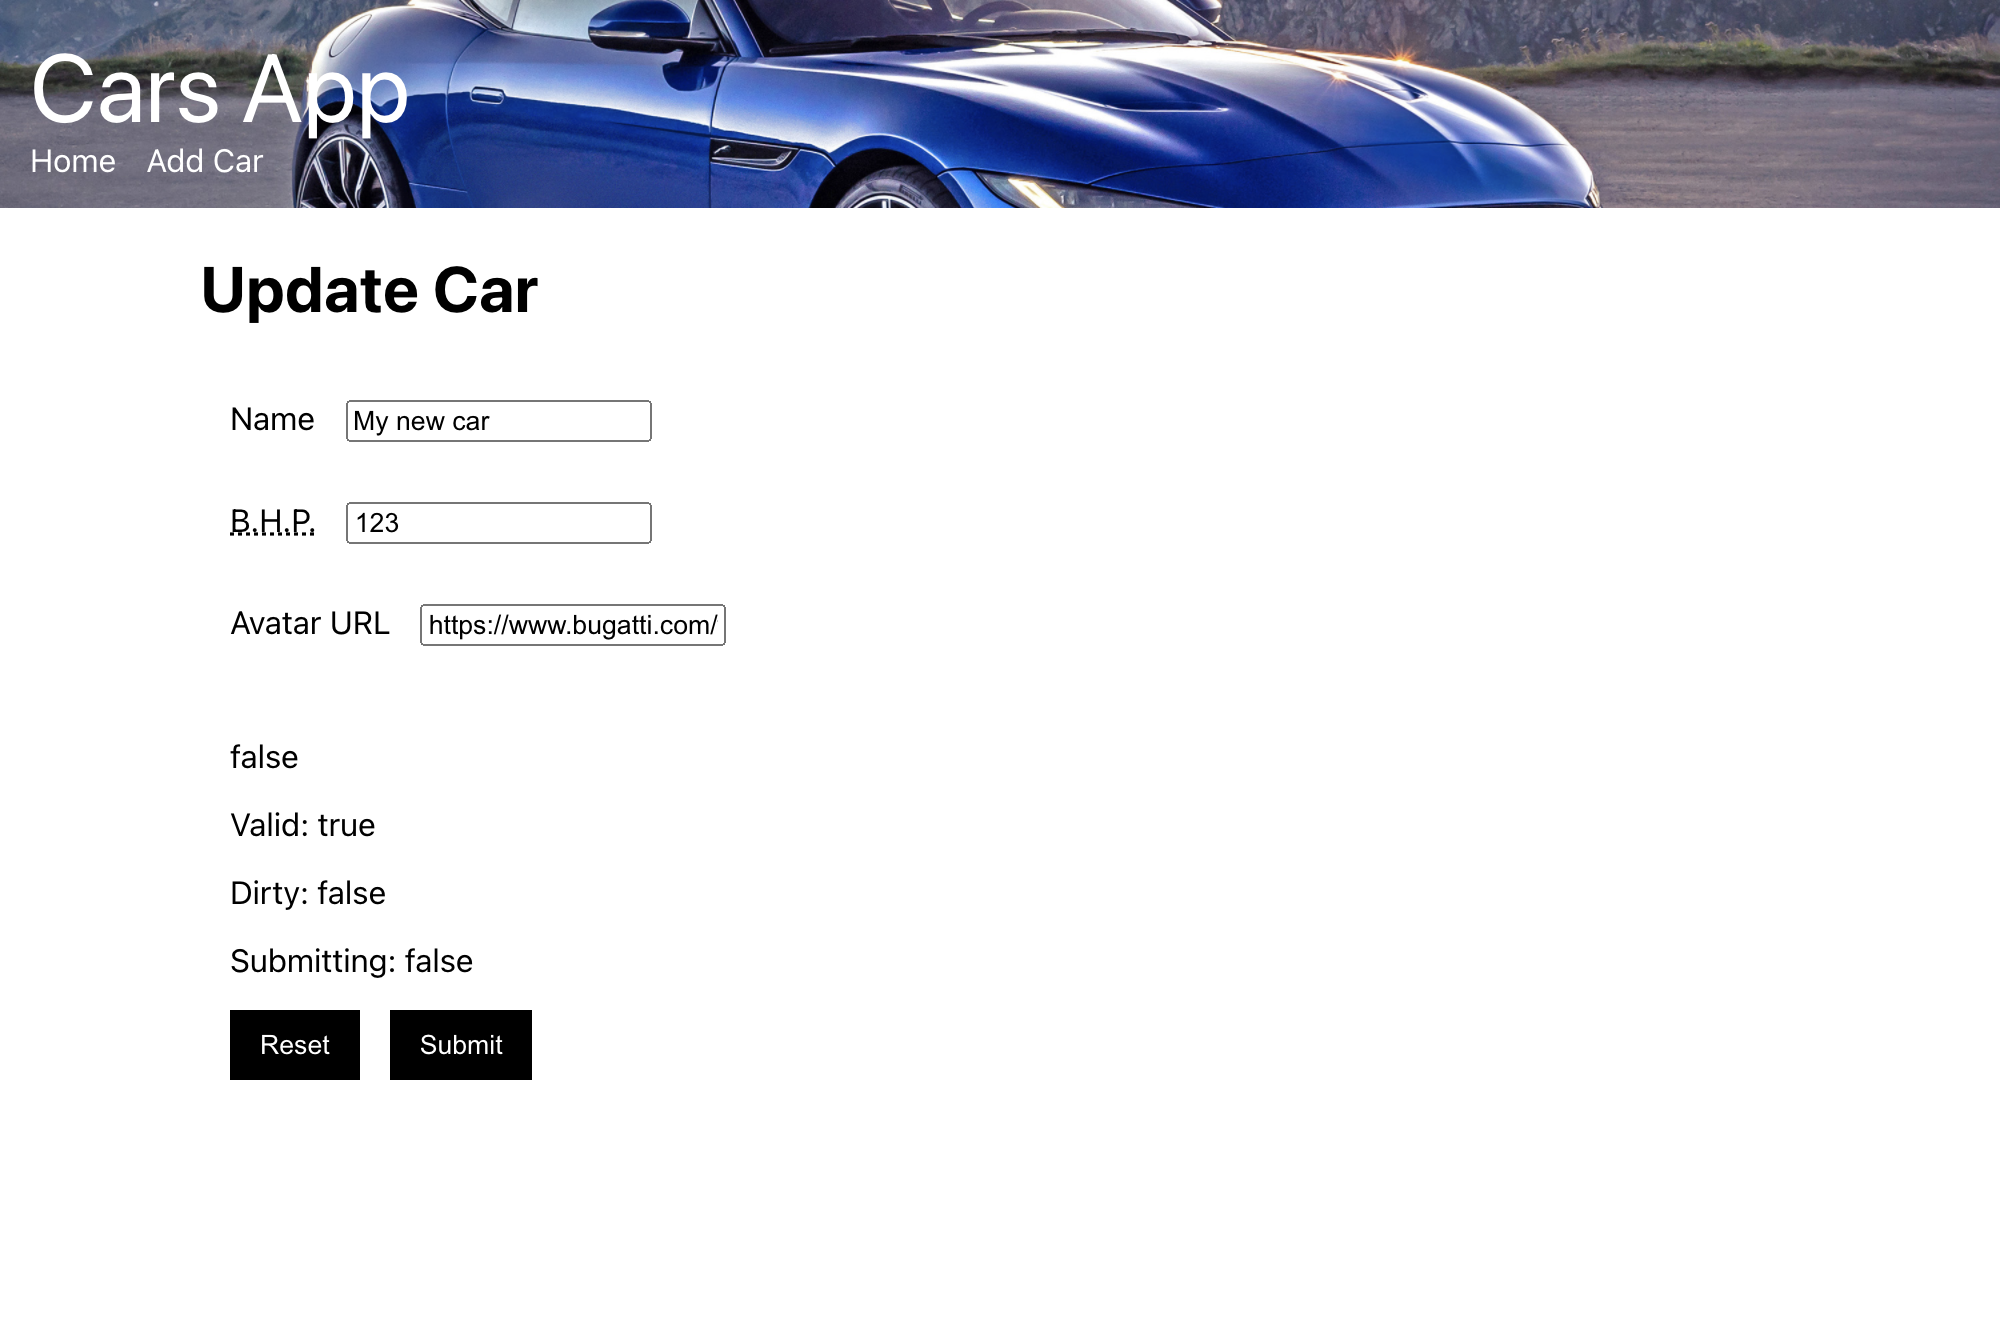 Cars App
Home Add Car
Update Car
Name My new car
B.H.P. 123
Avatar URL https://www.bugatti.com/
false
Valid: true
Dirty: false
Submitting: false
Reset Submit